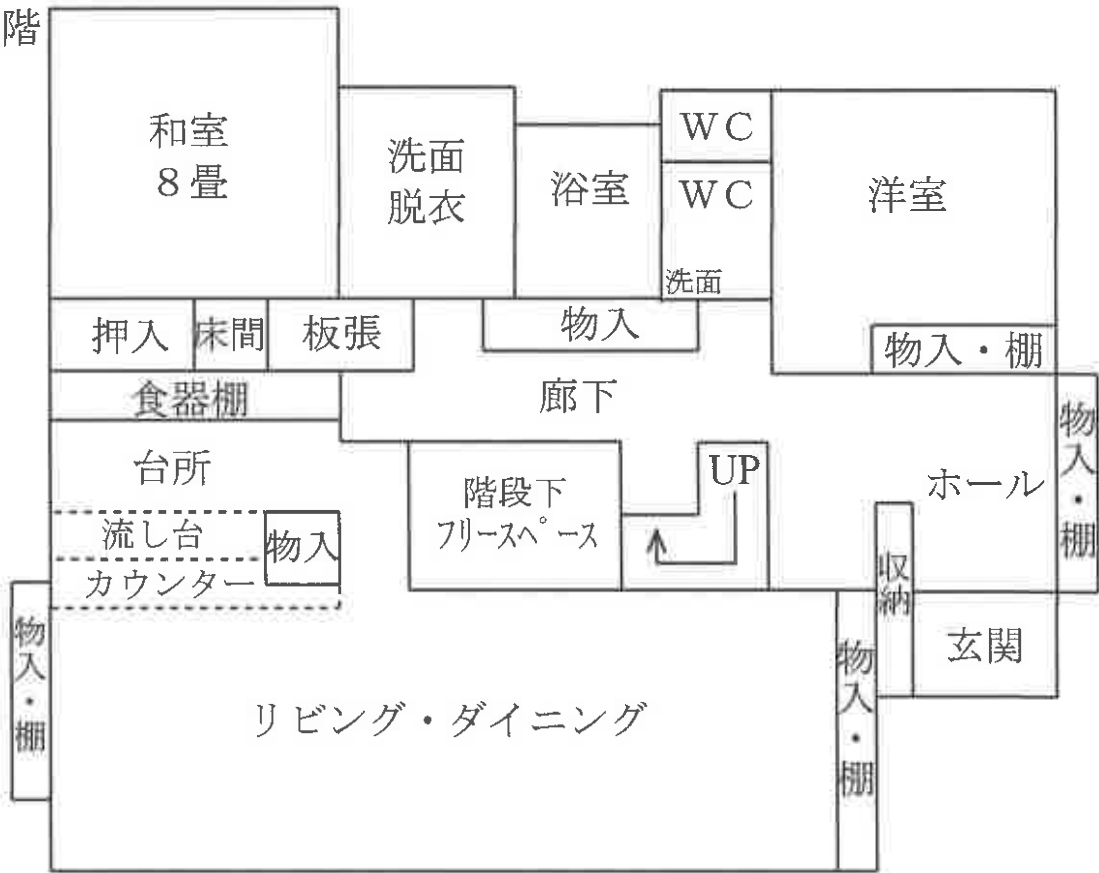 階
和室
８畳
洗面
脱衣
浴室
ＷＣ
ＷＣ
洗面
洋室
押入
床間
板張
物入
物入・棚
食器棚
廊下
物入・棚
台所
階段下
フリースペース
UP
ホール
流し台
物入
カウンター
収納
物入・棚
リビング・ダイニング
物入・棚
玄関